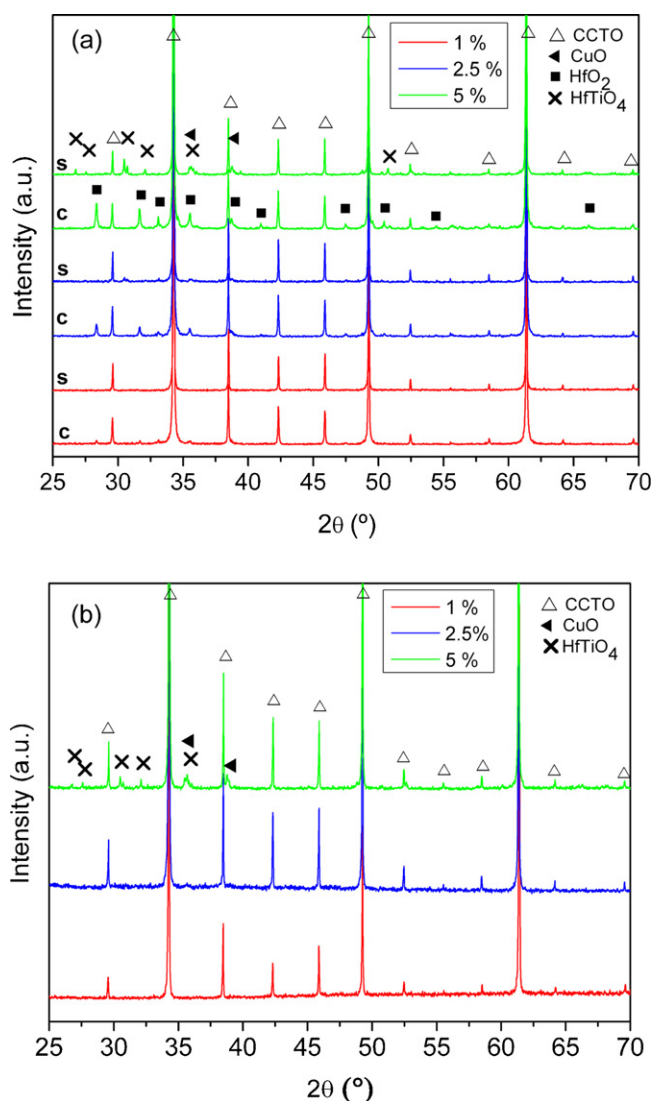 (a)
1 %
2.5 %
5 %
CCTO
CuO
HfO2
HfTiO4
s
c
s
c
s
c
Intensity (a.u.)
25 30 35 40 45 50 55 60 65 70
2θ (º)
(b)
1 %
2.5%
5 %
CCTO
CuO
HfTiO4
Intensity (a.u.)
25 30 35 40 45 50 55 60 65 70
2θ (º)